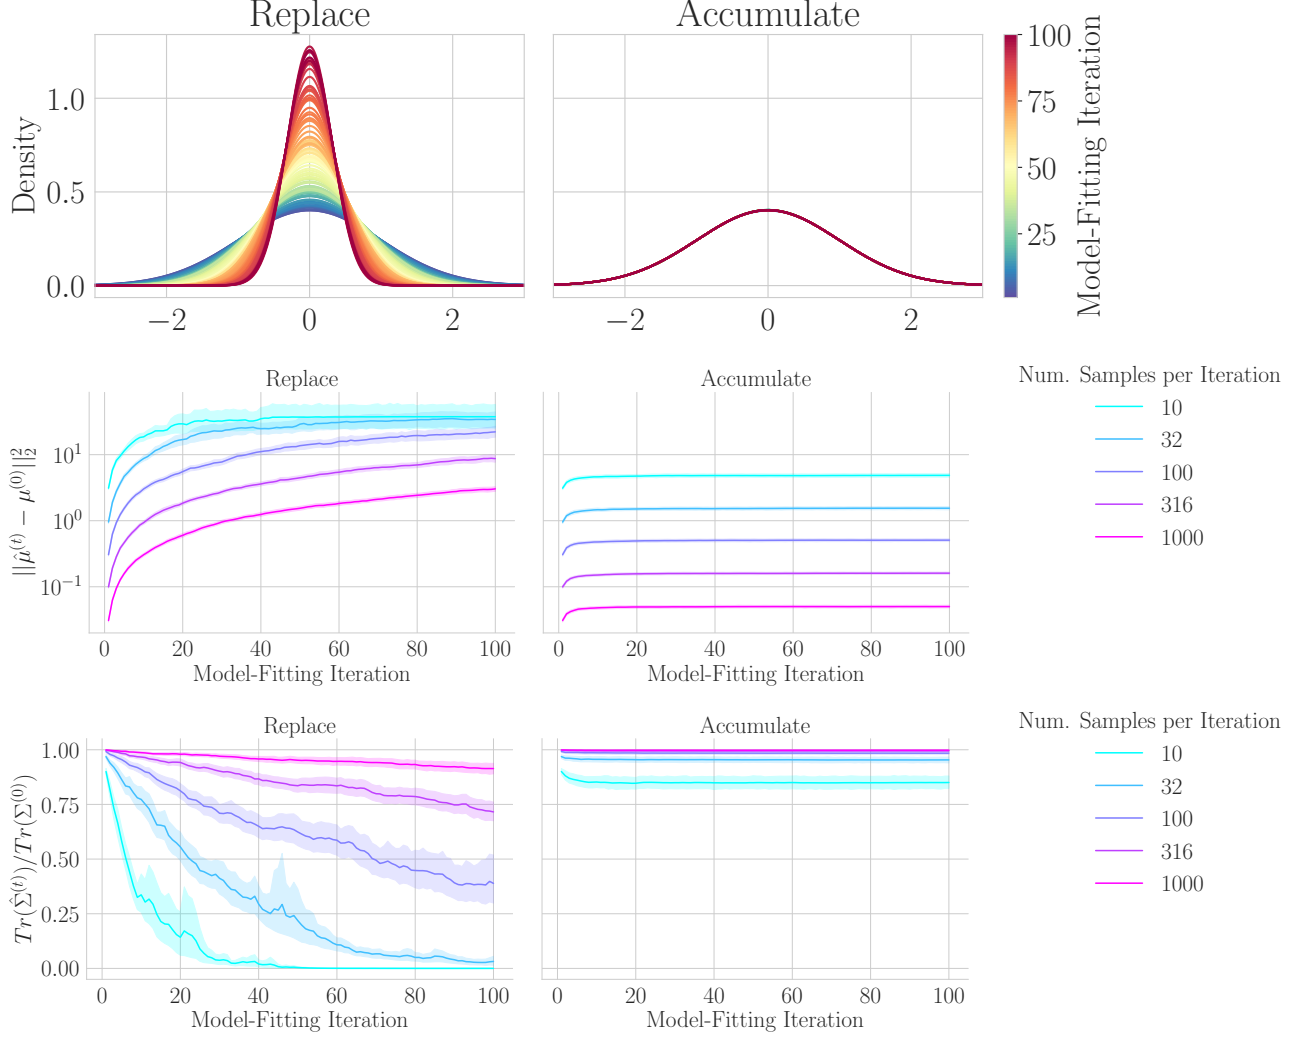 Replace Accumulate
Density
1.0
0.5
0.0
−2 0 2
−2 0 2
100
75
50
25
Model-Fitting Iteration
Replace
||μ̂^(t) − μ^(0)||₂²
10^1
10^0
10^−1
0 20 40 60 80 100
Model-Fitting Iteration
Accumulate
0 20 40 60 80 100
Model-Fitting Iteration
Num. Samples per Iteration
10
32
100
316
1000
Replace
Tr(Σ̂^(t))/Tr(Σ^(0))
1.00
0.75
0.50
0.25
0.00
0 20 40 60 80 100
Model-Fitting Iteration
Accumulate
0 20 40 60 80 100
Model-Fitting Iteration
Num. Samples per Iteration
10
32
100
316
1000